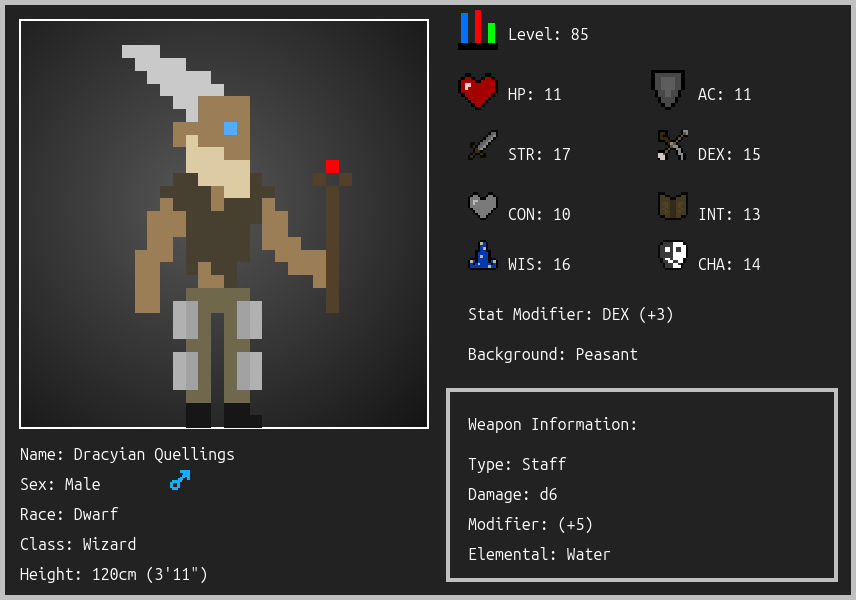 Level: 85
HP: 11
AC: 11
STR: 17
DEX: 15
CON: 10
INT: 13
WIS: 16
CHA: 14
Stat Modifier: DEX (+3)
Background: Peasant
Weapon Information:
Type: Staff
Damage: d6
Modifier: (+5)
Elemental: Water
Name: Dracyian Quellings
Sex: Male
Race: Dwarf
Class: Wizard
Height: 120cm (3'11")